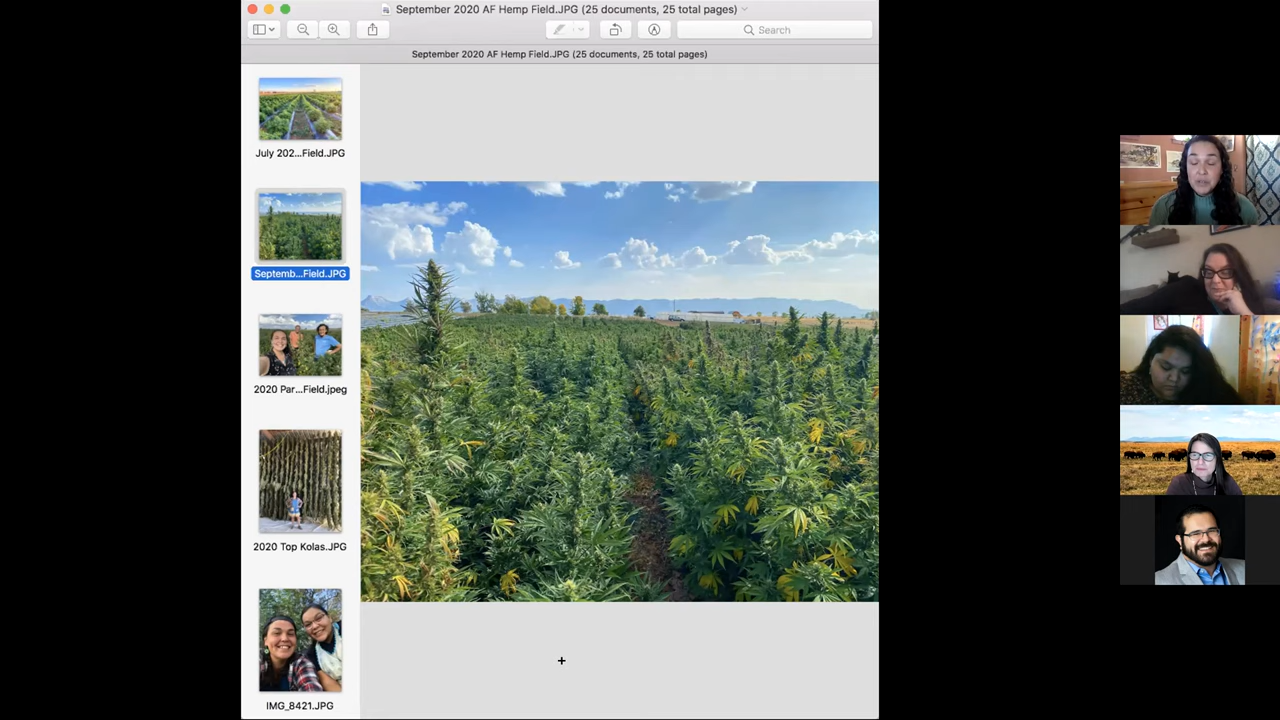 September 2020 AF Hemp Field.JPG (25 documents, 25 total pages)
Search
September 2020 AF Hemp Field.JPG (25 documents, 25 total pages)
July 202...Field.JPG
Septemb...Field.JPG
2020 Par...Field.jpeg
2020 Top Kolas.JPG
IMG_8421.JPG